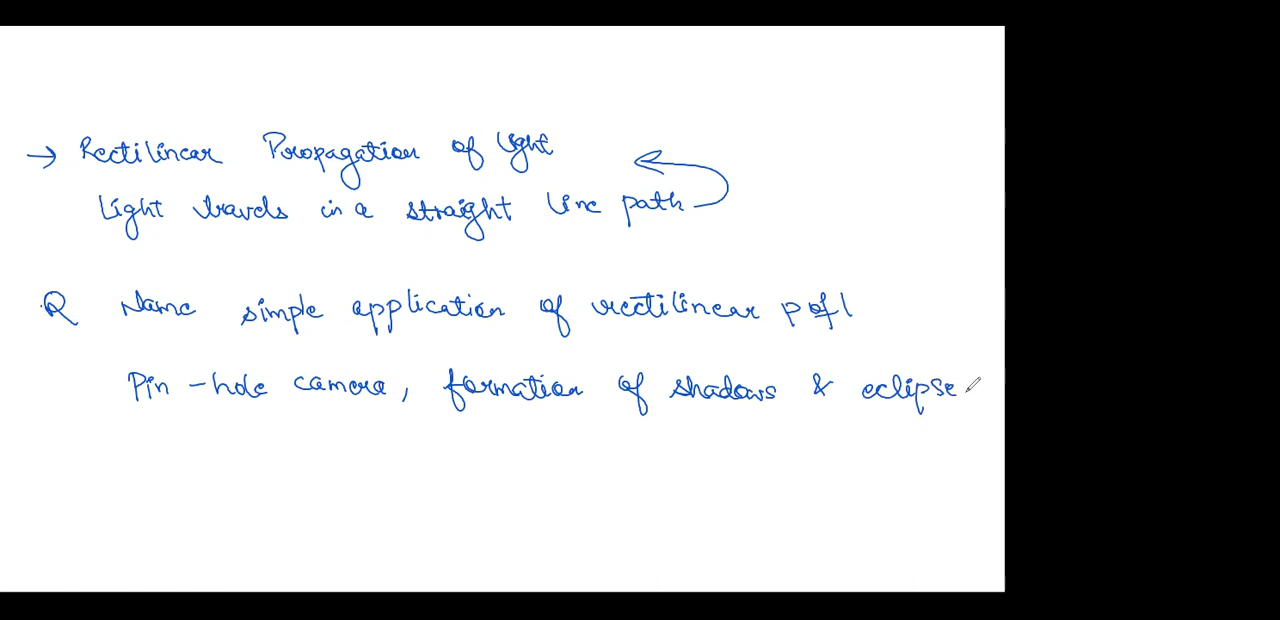 → Rectilinear Propagation of light
Light travels in a straight line path
Q Name simple application of rectilinear p of l
Pin-hole camera, formation of shadows & eclipse